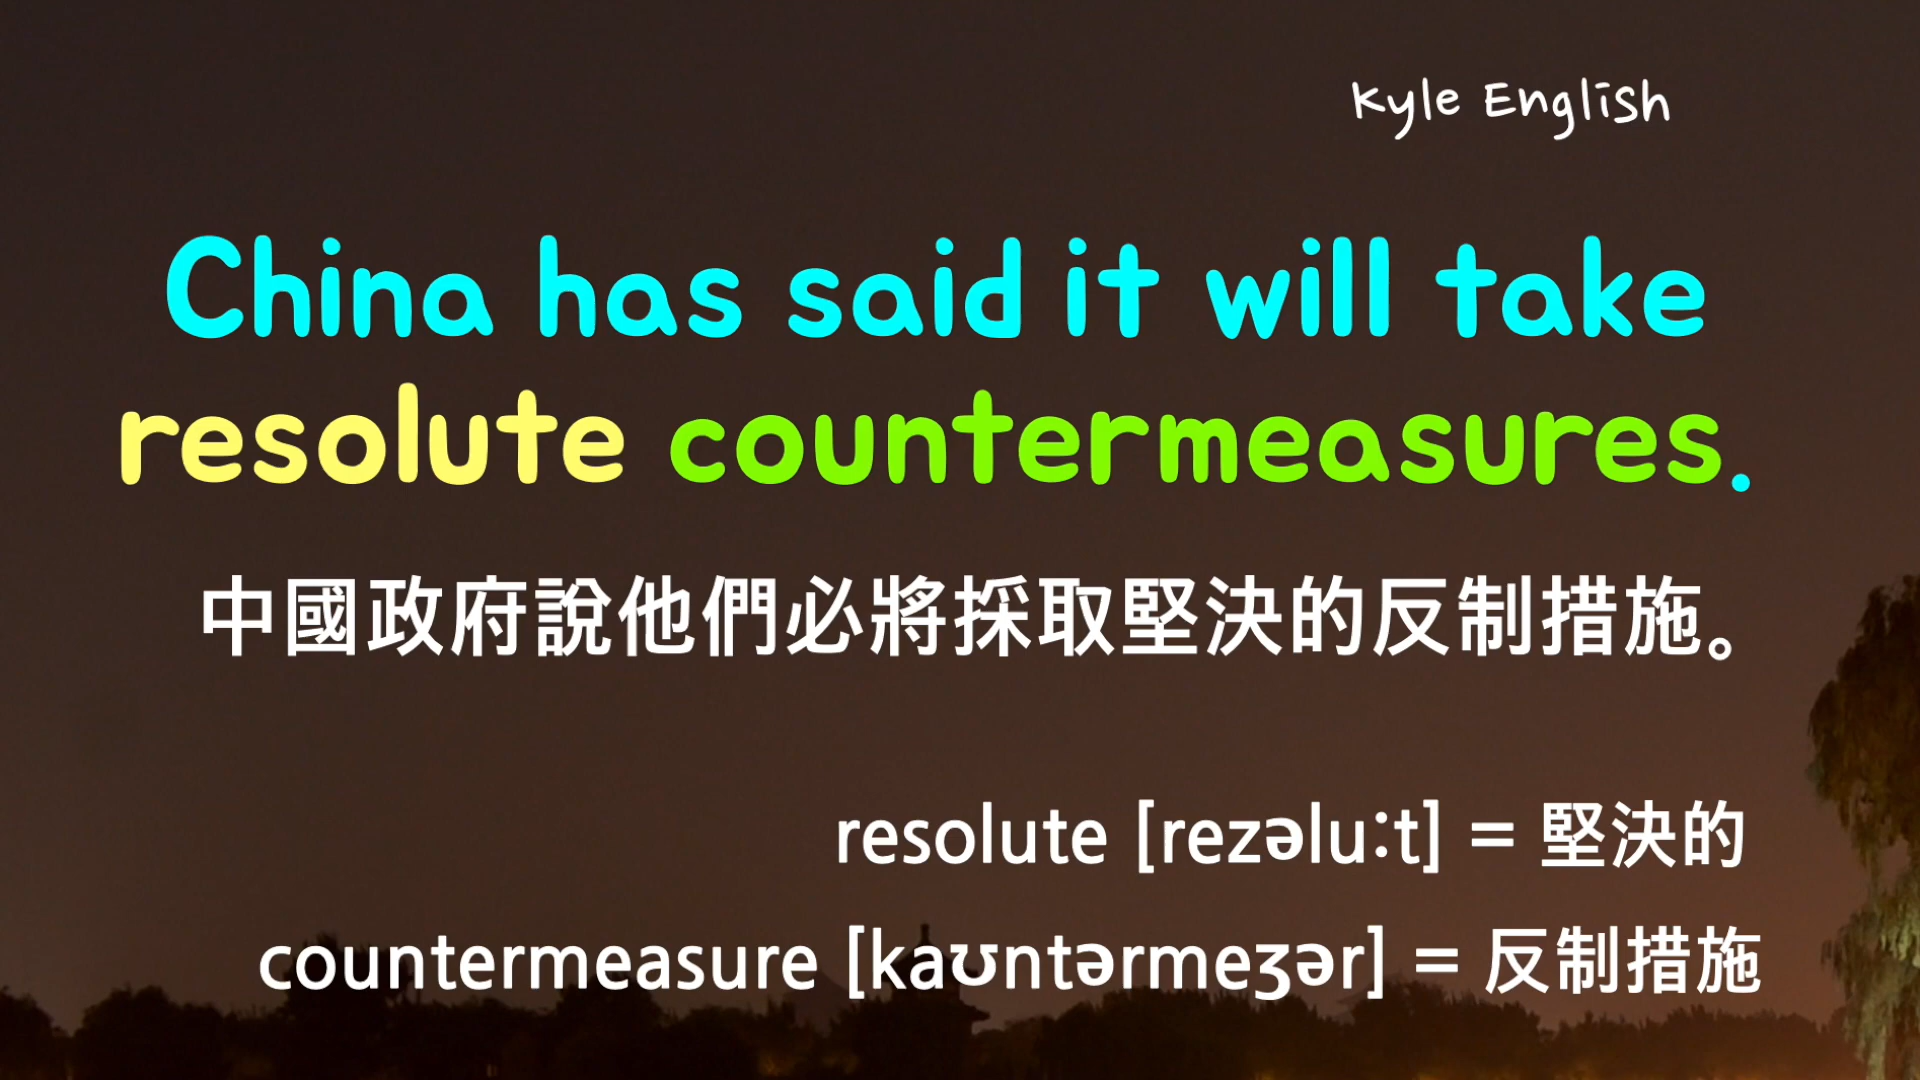 Kyle English
China has said it will take
resolute countermeasures.
中國政府說他們必將採取堅決的反制措施。
resolute [rezəlu:t] = 堅決的
countermeasure [kaʊntərmeʒər] = 反制措施